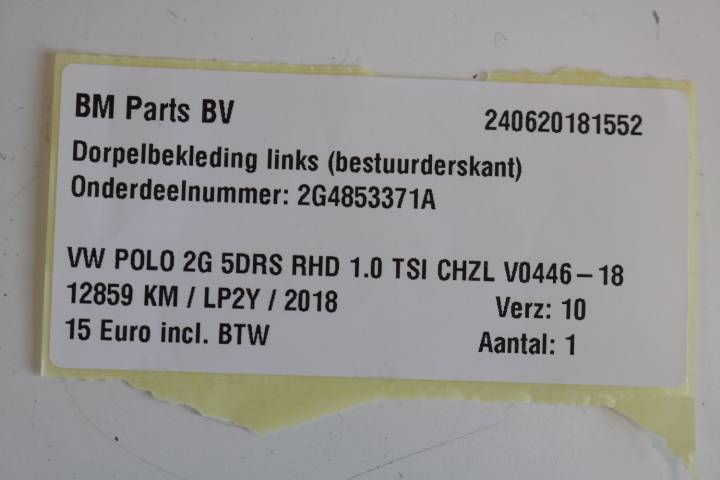 BM Parts BV 240620181552
Dorpelbekleding links (bestuurderskant)
Onderdeelnummer: 2G4853371A
VW POLO 2G 5DRS RHD 1.0 TSI CHZL V0446-18
12859 KM / LP2Y / 2018 Verz: 10
15 Euro incl. BTW Aantal: 1